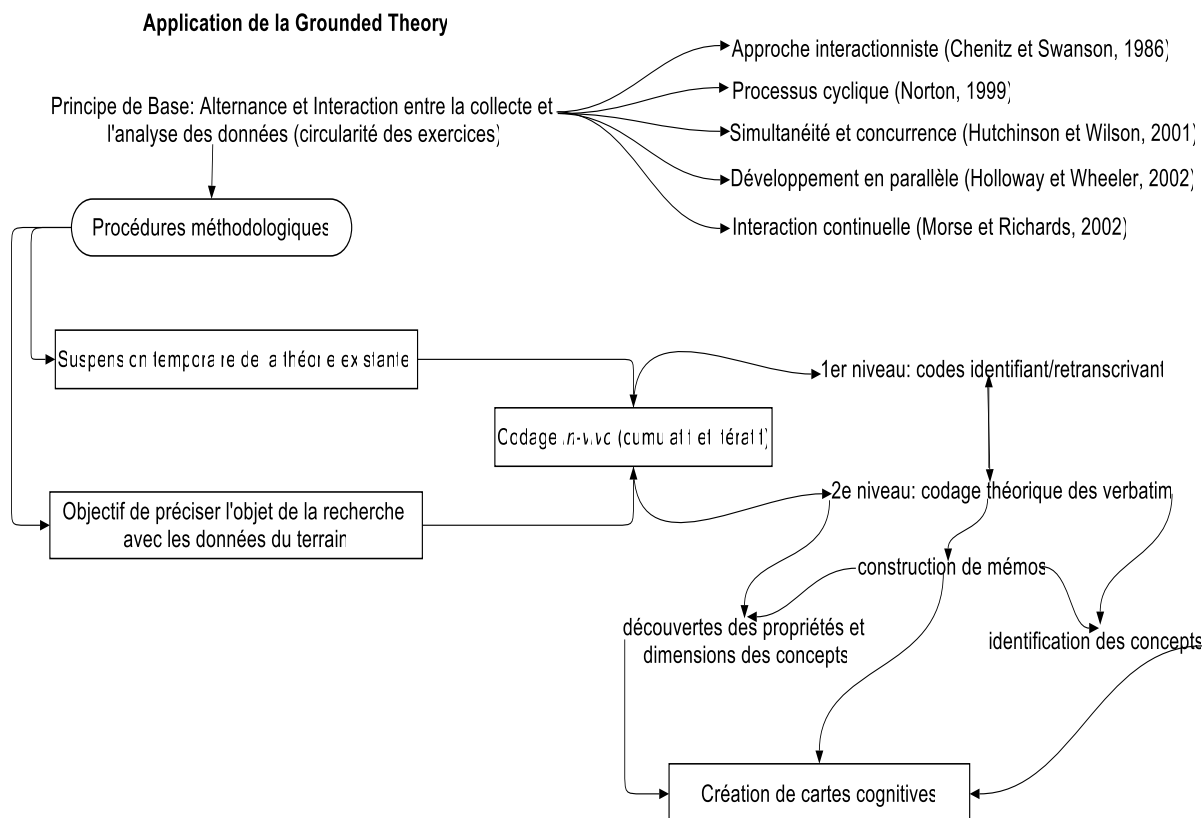 Application de la Grounded Theory
Principe de Base: Alternance et Interaction entre la collecte et
l'analyse des données (circularité des exercices)
Approche interactionniste (Chenitz et Swanson, 1986)
Processus cyclique (Norton, 1999)
Simultanéité et concurrence (Hutchinson et Wilson, 2001)
Développement en parallèle (Holloway et Wheeler, 2002)
Interaction continuelle (Morse et Richards, 2002)
Procédures méthodologiques
Suspension temporaire de la théorie existante
1er niveau: codes identifiant/retranscrivant
Codage in-vivo (cumulatif et itératif)
2e niveau: codage théorique des verbatim
Objectif de préciser l'objet de la recherche
avec les données du terrain
construction de mémos
découvertes des propriétés et
dimensions des concepts
identification des concepts
Création de cartes cognitives